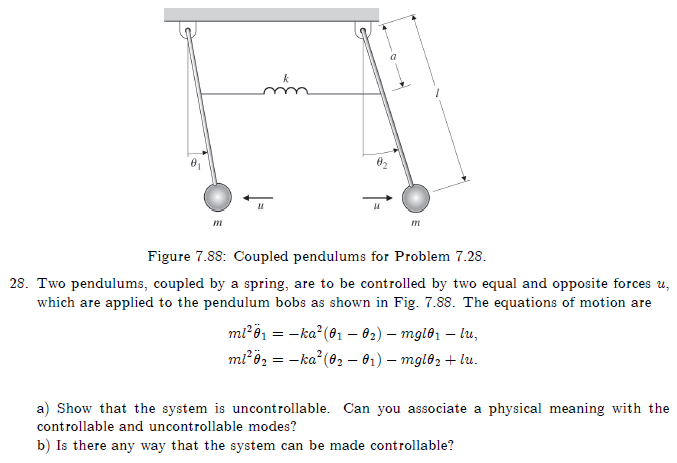 a
k
l
θ₁
θ₂
u
u
m
m
Figure 7.88: Coupled pendulums for Problem 7.28.
28. Two pendulums, coupled by a spring, are to be controlled by two equal and opposite forces u,
which are applied to the pendulum bobs as shown in Fig. 7.88. The equations of motion are
ml²θ̈₁ = −ka²(θ₁ − θ₂) − mglθ₁ − lu,
ml²θ̈₂ = −ka²(θ₂ − θ₁) − mglθ₂ + lu.
a) Show that the system is uncontrollable. Can you associate a physical meaning with the
controllable and uncontrollable modes?
b) Is there any way that the system can be made controllable?